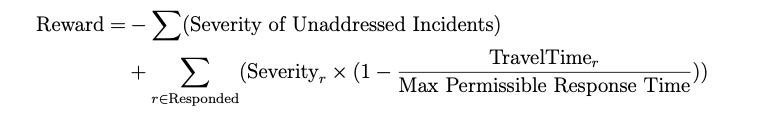 Reward = − ∑(Severity of Unaddressed Incidents)
+ ∑_{r∈Responded} (Severity_r × (1 − TravelTime_r / Max Permissible Response Time))